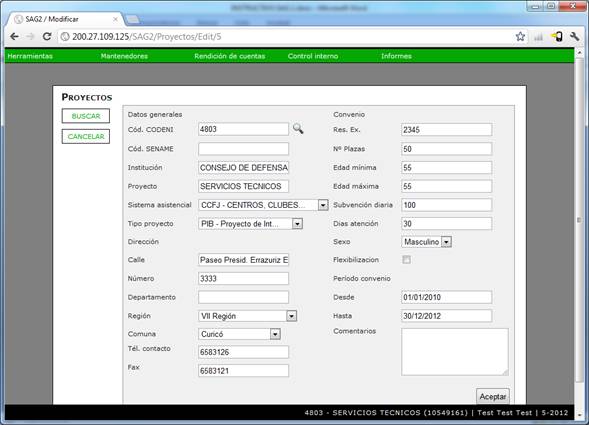 SAG2 / Modificar
200.27.109.125/SAG2/Proyectos/Edit/5
Herramientas Mantenedores Rendición de cuentas Control interno Informes
PROYECTOS
BUSCAR
CANCELAR
Datos generales
Cód. CODENI 4803
Cód. SENAME
Institución CONSEJO DE DEFENSA
Proyecto SERVICIOS TECNICOS
Sistema asistencial CCFJ - CENTROS, CLUBES...
Tipo proyecto PIB - Proyecto de Int...
Dirección
Calle Paseo Presid. Errazuriz E
Número 3333
Departamento
Región VII Región
Comuna Curicó
Tél. contacto 6583126
Fax 6583121
Convenio
Res. Ex. 2345
Nº Plazas 50
Edad mínima 55
Edad máxima 55
Subvención diaria 100
Dias atención 30
Sexo Masculino
Flexibilizacion
Período convenio
Desde 01/01/2010
Hasta 30/12/2012
Comentarios
Aceptar
4803 - SERVICIOS TECNICOS (10549161) | Test Test Test | 5-2012